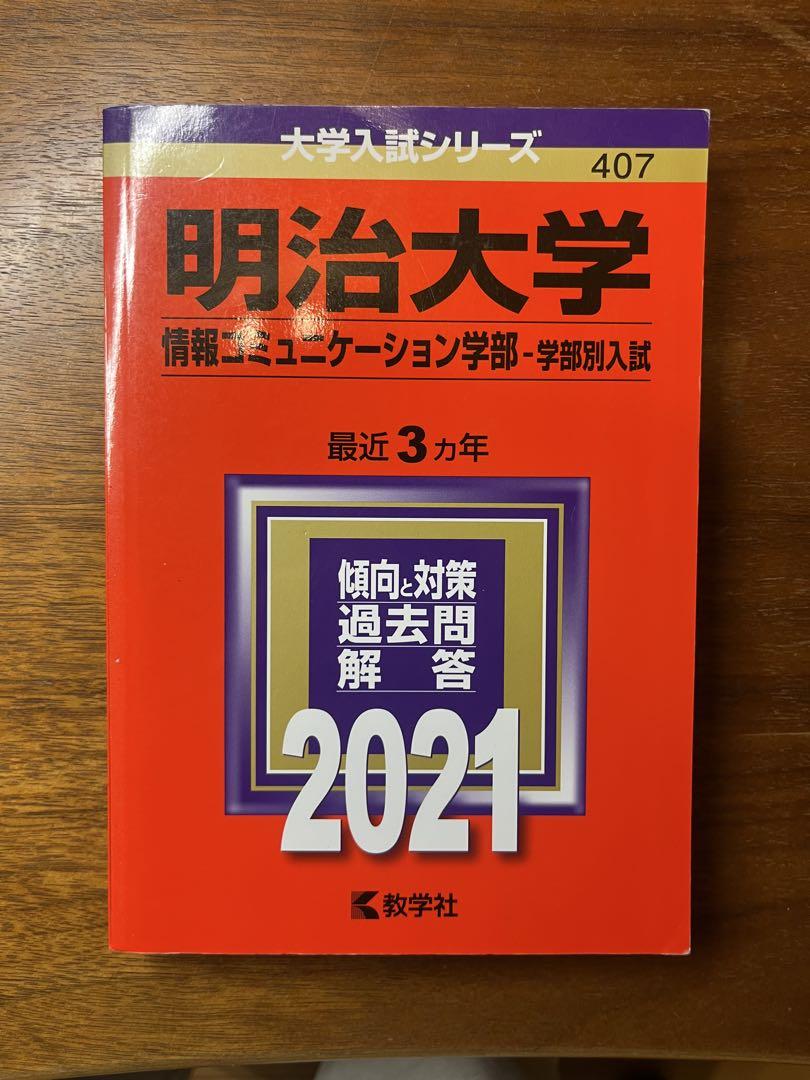 大学入試シリーズ
407
明治大学
情報コミュニケーション学部-学部別入試
最近3カ年
傾向と対策
過去問
解答
2021
教学社